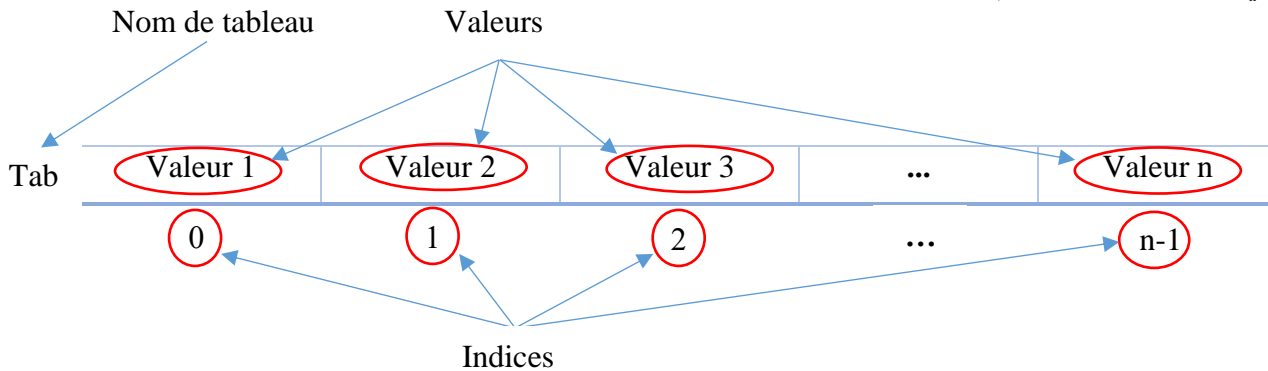 Nom de tableau Valeurs
Tab Valeur 1 Valeur 2 Valeur 3 ... Valeur n
0 1 2 ... n-1
Indices